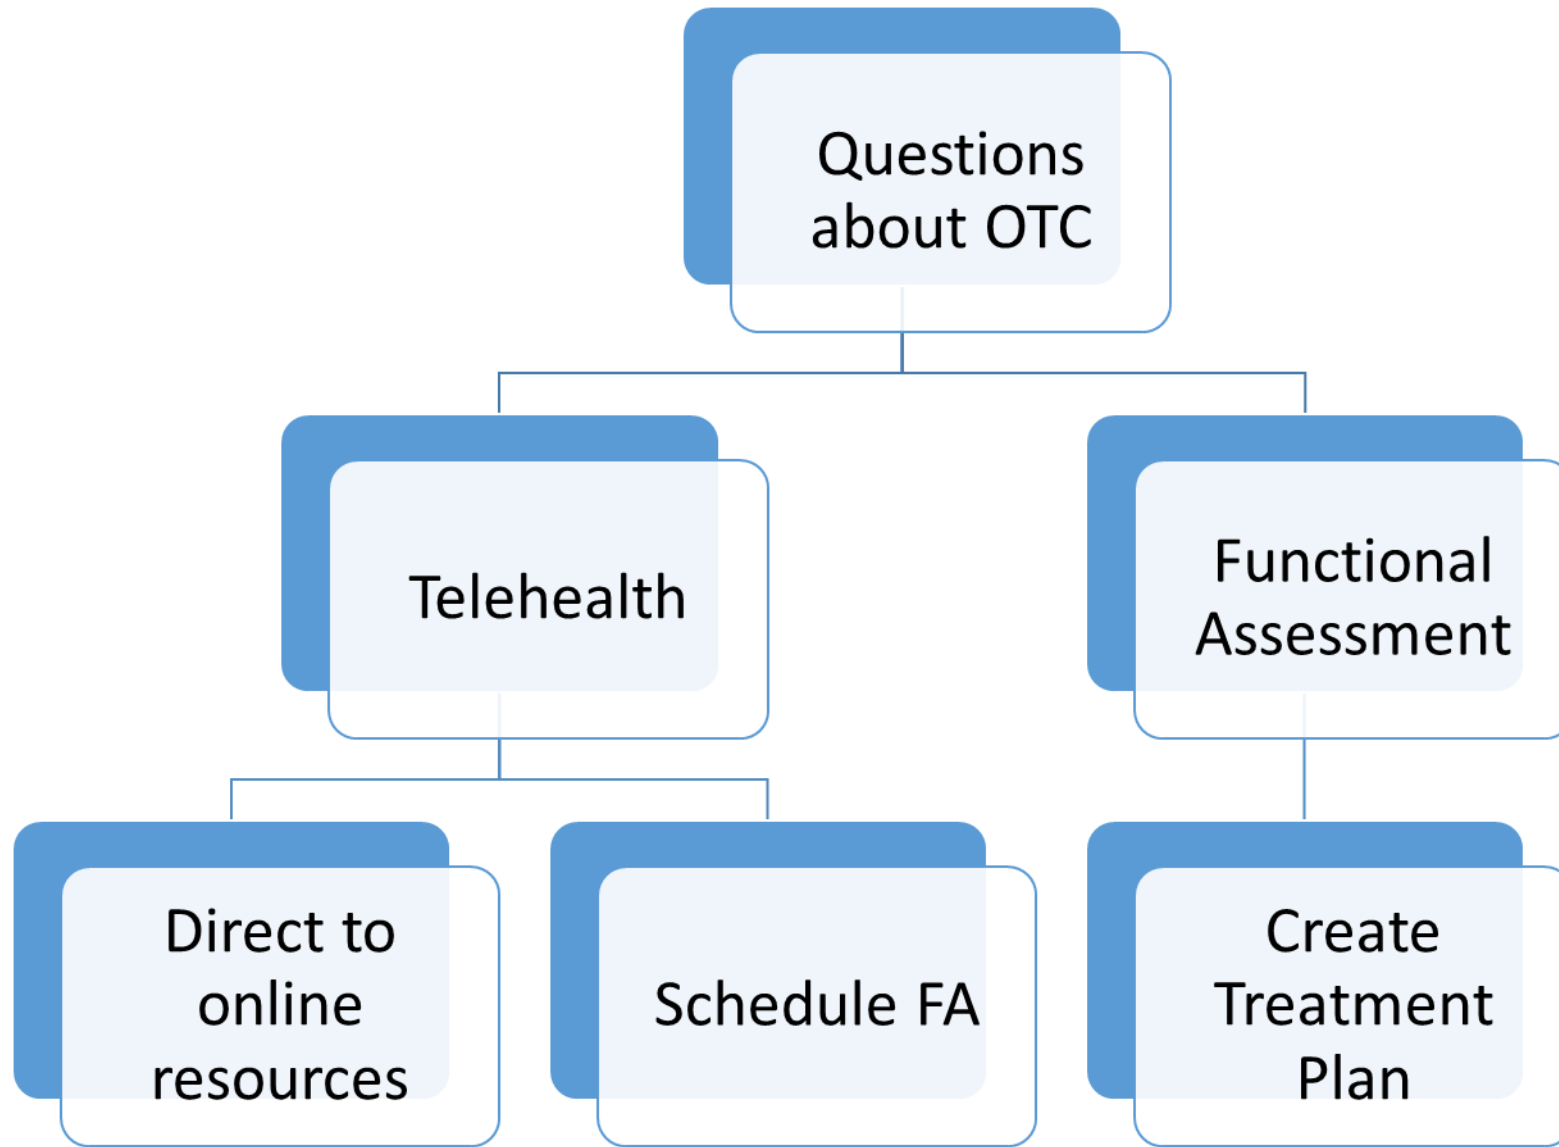 Questions
about OTC
Telehealth
Functional
Assessment
Direct to
online
resources
Schedule FA
Create
Treatment
Plan